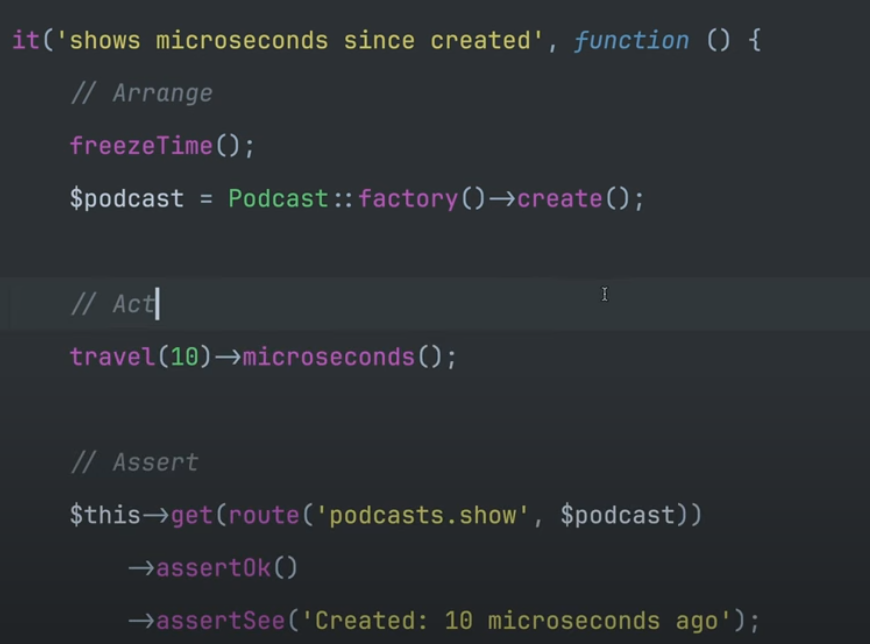 it('shows microseconds since created', function () {
// Arrange
freezeTime();
$podcast = Podcast::factory()->create();
// Act
travel(10)->microseconds();
// Assert
$this->get(route('podcasts.show', $podcast))
->assertOk()
->assertSee('Created: 10 microseconds ago');